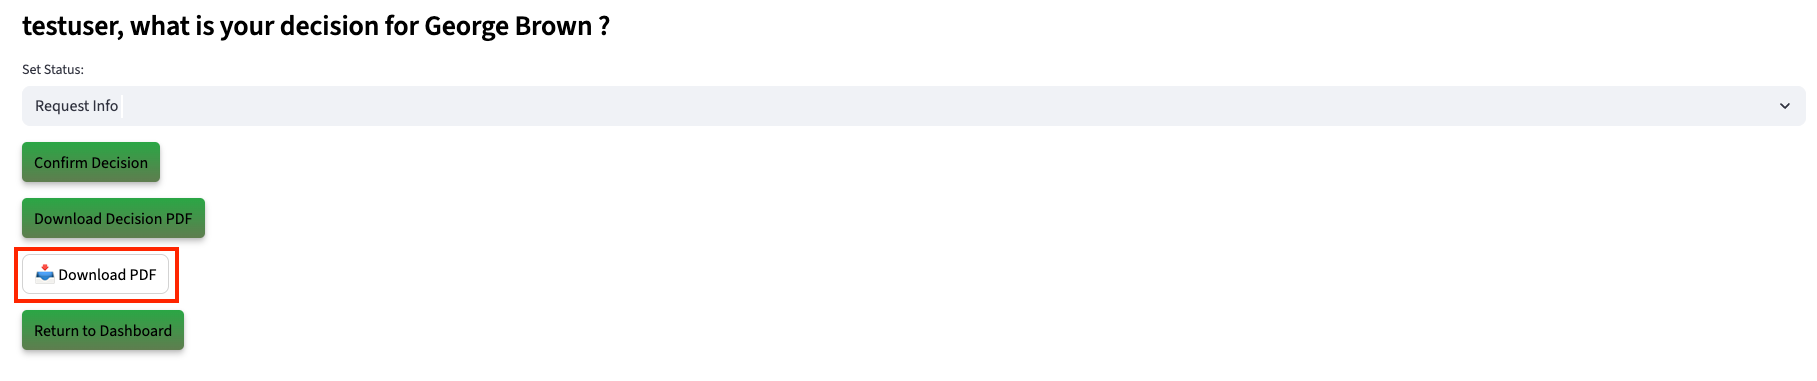 testuser, what is your decision for George Brown ?
Set Status:
Request Info
Confirm Decision
Download Decision PDF
Download PDF
Return to Dashboard